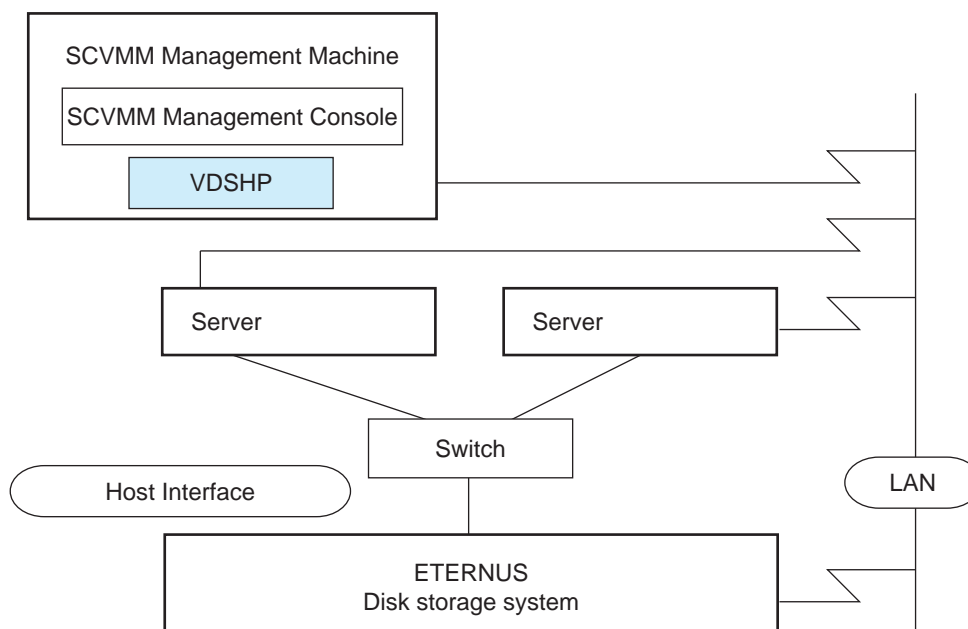 SCVMM Management Machine
SCVMM Management Console
VDSHP
Server
Server
Switch
Host Interface
LAN
ETERNUS
Disk storage system